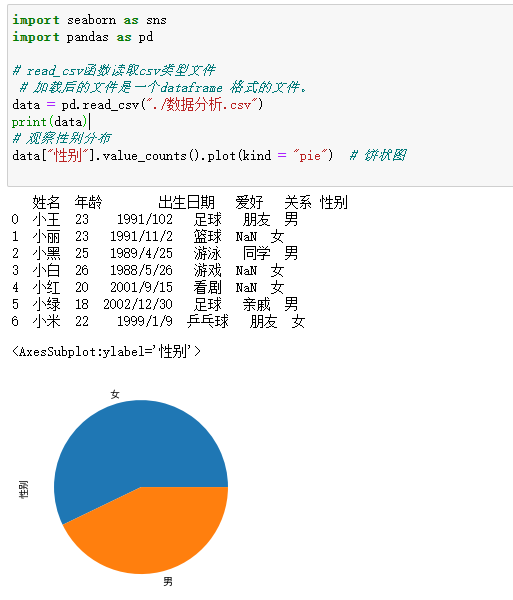 import seaborn as sns
import pandas as pd
# read_csv函数读取csv类型文件
# 加载后的文件是一个dataframe 格式的文件。
data = pd.read_csv("./数据分析.csv")
print(data)
# 观察性别分布
data["性别"].value_counts().plot(kind = "pie")  # 饼状图
姓名 年龄 出生日期 爱好 关系 性别
0 小王 23 1991/102 足球 朋友 男
1 小丽 23 1991/11/2 篮球 NaN 女
2 小黑 25 1989/4/25 游泳 同学 男
3 小白 26 1988/5/26 游戏 NaN 女
4 小红 20 2001/9/15 看剧 NaN 女
5 小绿 18 2002/12/30 足球 亲戚 男
6 小米 22 1999/1/9 乒乓球 朋友 女
<AxesSubplot:ylabel='性别'>
女
性别
男